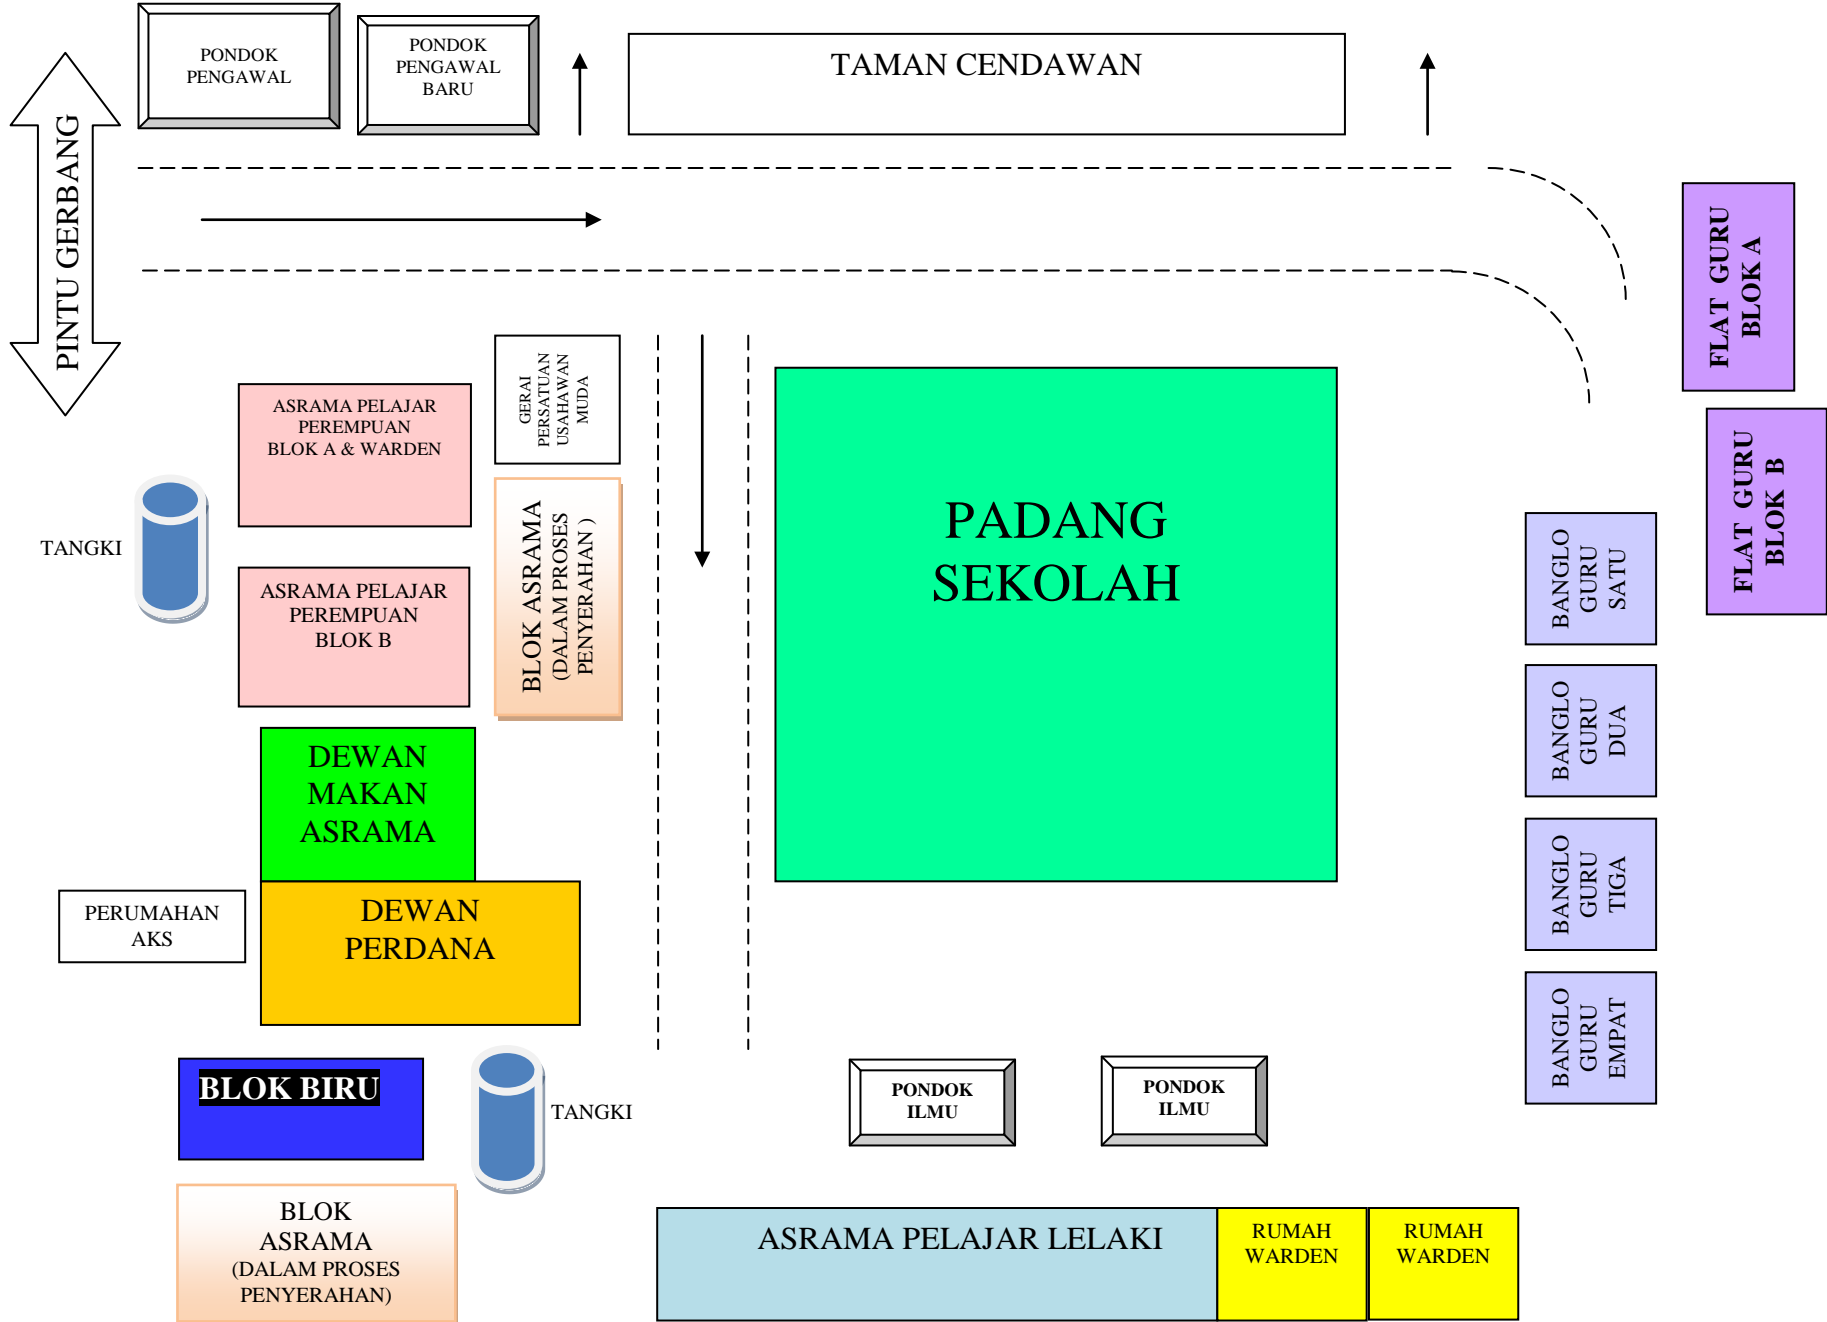 PONDOK
PENGAWAL
PONDOK
PENGAWAL
BARU
TAMAN CENDAWAN
PINTU GERBANG
FLAT GURU
BLOK A
GERAI
PERSATUAN
USAHAWAN
MUDA
ASRAMA PELAJAR
PEREMPUAN
BLOK A & WARDEN
FLAT GURU
BLOK B
PADANG
SEKOLAH
BLOK ASRAMA
(DALAM PROSES
PENYERAHAN )
TANGKI
BANGLO
GURU
SATU
ASRAMA PELAJAR
PEREMPUAN
BLOK B
BANGLO
GURU
DUA
DEWAN
MAKAN
ASRAMA
BANGLO
GURU
TIGA
PERUMAHAN
AKS
DEWAN
PERDANA
BANGLO
GURU
EMPAT
BLOK BIRU
TANGKI
PONDOK
ILMU
PONDOK
ILMU
BLOK
ASRAMA
(DALAM PROSES
PENYERAHAN)
ASRAMA PELAJAR LELAKI
RUMAH
WARDEN
RUMAH
WARDEN